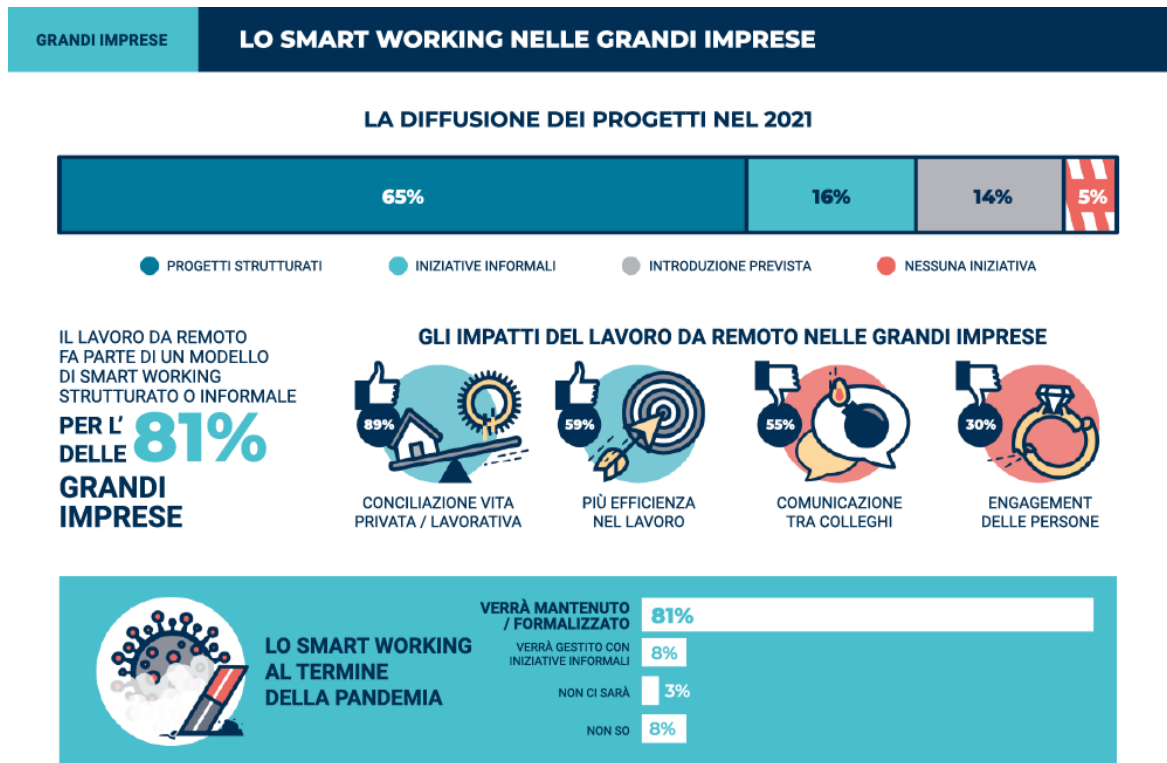 GRANDI IMPRESE
LO SMART WORKING NELLE GRANDI IMPRESE
LA DIFFUSIONE DEI PROGETTI NEL 2021
65%
16%
14%
5%
PROGETTI STRUTTURATI
INIZIATIVE INFORMALI
INTRODUZIONE PREVISTA
NESSUNA INIZIATIVA
IL LAVORO DA REMOTO
FA PARTE DI UN MODELLO
DI SMART WORKING
STRUTTURATO O INFORMALE
PER L'
DELLE
81%
GRANDI
IMPRESE
GLI IMPATTI DEL LAVORO DA REMOTO NELLE GRANDI IMPRESE
89%
CONCILIAZIONE VITA
PRIVATA / LAVORATIVA
59%
PIÙ EFFICIENZA
NEL LAVORO
55%
COMUNICAZIONE
TRA COLLEGHI
30%
ENGAGEMENT
DELLE PERSONE
LO SMART WORKING
AL TERMINE
DELLA PANDEMIA
VERRÀ MANTENUTO
/ FORMALIZZATO
81%
VERRÀ GESTITO CON
INIZIATIVE INFORMALI
8%
NON CI SARÀ
3%
NON SO
8%